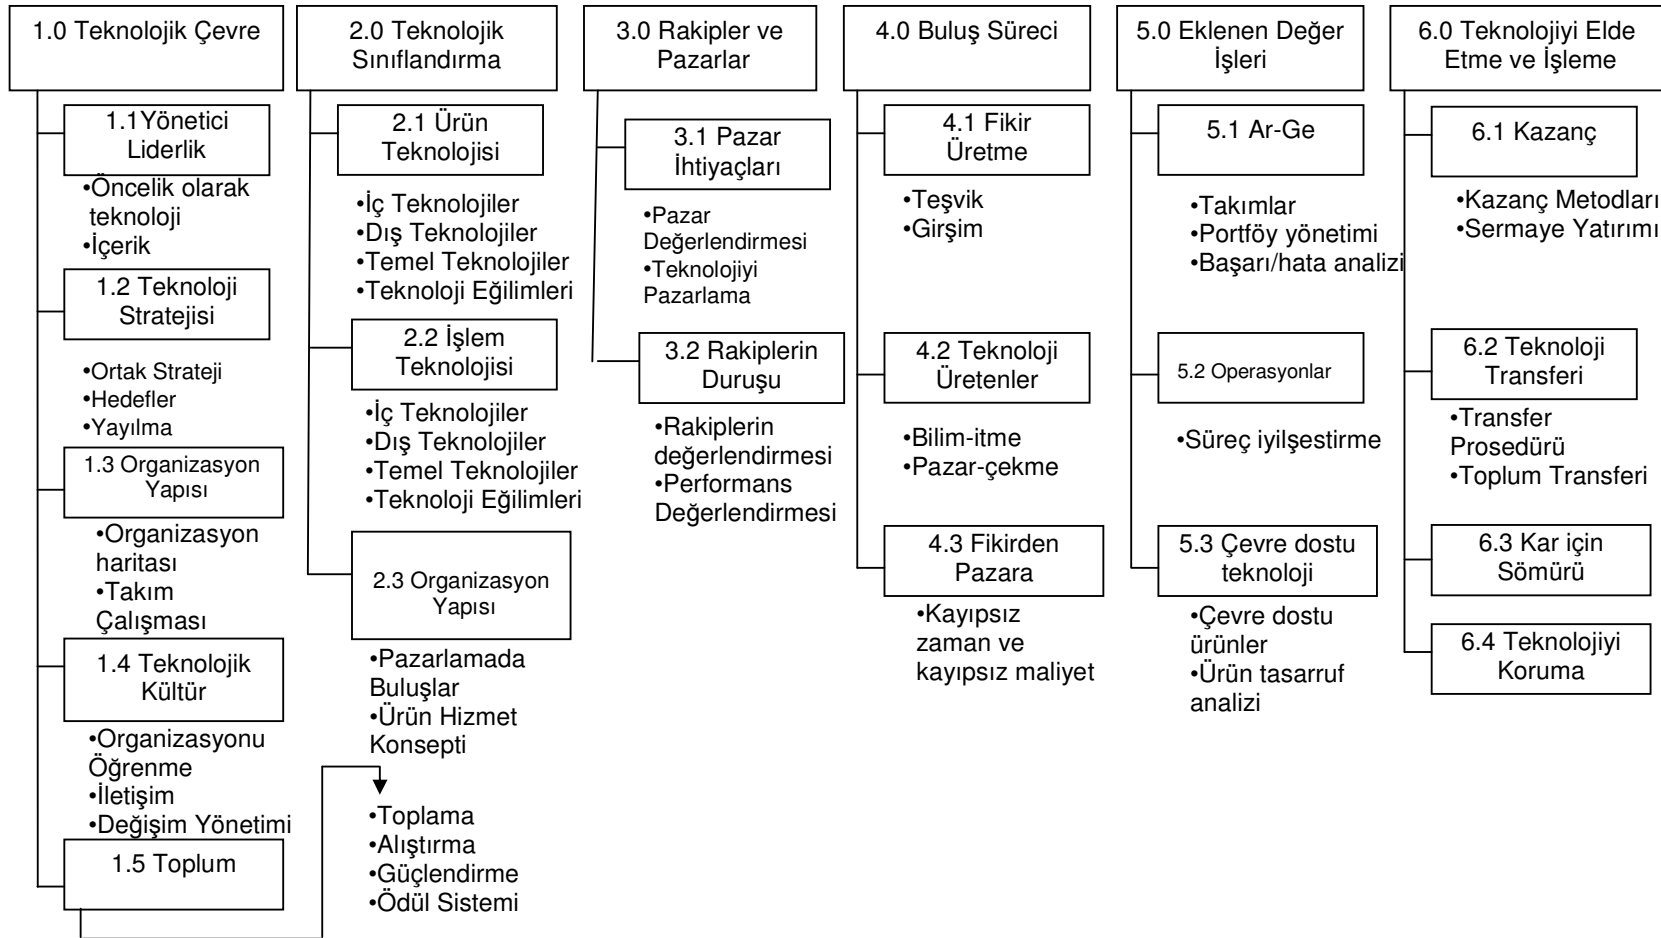 1.0 Teknolojik Çevre
1.1Yönetici
Liderlik
•Öncelik olarak
teknoloji
•İçerik
1.2 Teknoloji
Stratejisi
•Ortak Strateji
•Hedefler
•Yayılma
1.3 Organizasyon
Yapısı
•Organizasyon
haritası
•Takım
Çalışması
1.4 Teknolojik
Kültür
•Organizasyonu
Öğrenme
•İletişim
•Değişim Yönetimi
1.5 Toplum
•Toplama
•Alıştırma
•Güçlendirme
•Ödül Sistemi
2.0 Teknolojik
Sınıflandırma
2.1 Ürün
Teknolojisi
•İç Teknolojiler
•Dış Teknolojiler
•Temel Teknolojiler
•Teknoloji Eğilimleri
2.2 İşlem
Teknolojisi
•İç Teknolojiler
•Dış Teknolojiler
•Temel Teknolojiler
•Teknoloji Eğilimleri
2.3 Organizasyon
Yapısı
•Pazarlamada
Buluşlar
•Ürün Hizmet
Konsepti
3.0 Rakipler ve
Pazarlar
3.1 Pazar
İhtiyaçları
•Pazar
Değerlendirmesi
•Teknolojiyi
Pazarlama
3.2 Rakiplerin
Duruşu
•Rakiplerin
değerlendirmesi
•Performans
Değerlendirmesi
4.0 Buluş Süreci
4.1 Fikir
Üretme
•Teşvik
•Girşim
4.2 Teknoloji
Üretenler
•Bilim-itme
•Pazar-çekme
4.3 Fikirden
Pazara
•Kayıpsız
zaman ve
kayıpsız maliyet
5.0 Eklenen Değer
İşleri
5.1 Ar-Ge
•Takımlar
•Portföy yönetimi
•Başarı/hata analizi
5.2 Operasyonlar
•Süreç iyilşestirme
5.3 Çevre dostu
teknoloji
•Çevre dostu
ürünler
•Ürün tasarruf
analizi
6.0 Teknolojiyi Elde
Etme ve İşleme
6.1 Kazanç
•Kazanç Metodları
•Sermaye Yatırımı
6.2 Teknoloji
Transferi
•Transfer
Prosedürü
•Toplum Transferi
6.3 Kar için
Sömürü
6.4 Teknolojiyi
Koruma